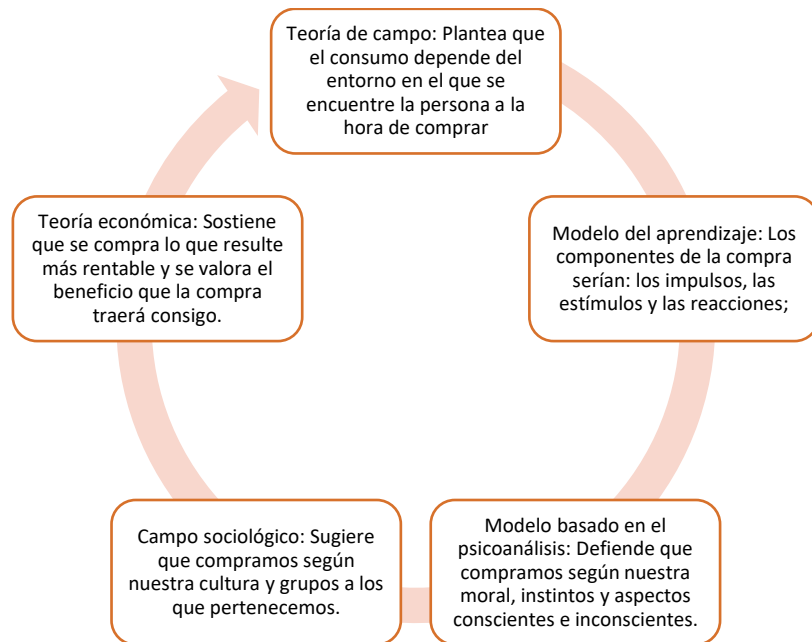 Teoría de campo: Plantea que
el consumo depende del
entorno en el que se
encuentre la persona a la
hora de comprar
Modelo del aprendizaje: Los
componentes de la compra
serían: los impulsos, las
estímulos y las reacciones;
Modelo basado en el
psicoanálisis: Defiende que
compramos según nuestra
moral, instintos y aspectos
conscientes e inconscientes.
Campo sociológico: Sugiere
que compramos según
nuestra cultura y grupos a los
que pertenecemos.
Teoría económica: Sostiene
que se compra lo que resulte
más rentable y se valora el
beneficio que la compra
traerá consigo.